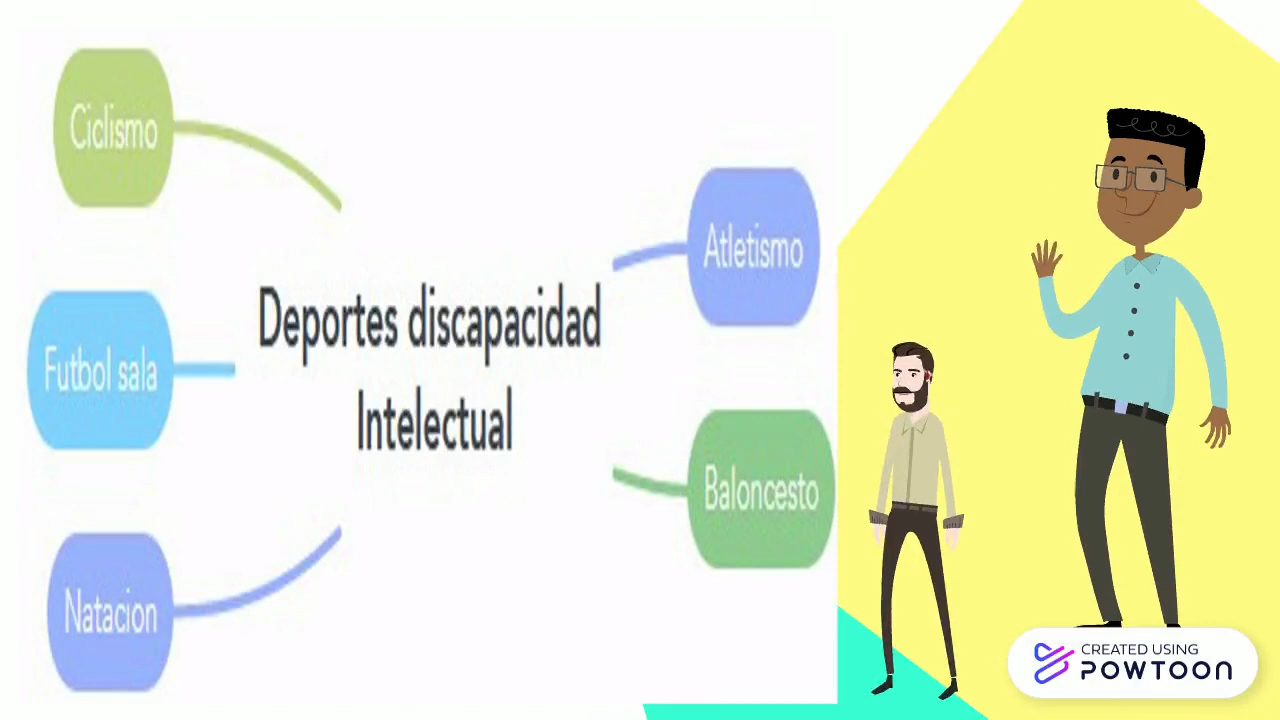 Ciclismo
Atletismo
Deportes discapacidad
Intelectual
Futbol sala
Baloncesto
Natacion
CREATED USING
POWTOON